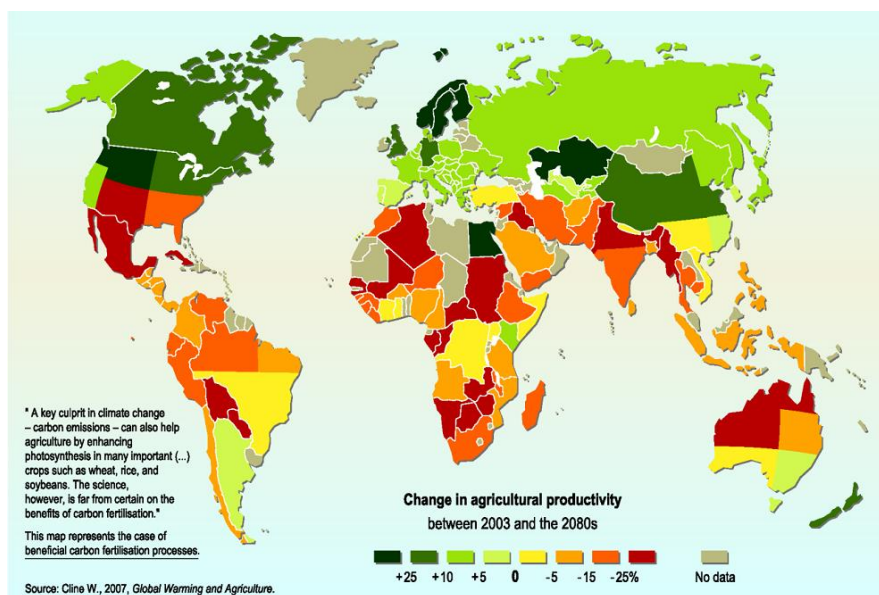 " A key culprit in climate change
– carbon emissions – can also help
agriculture by enhancing
photosynthesis in many important (...)
crops such as wheat, rice, and
soybeans. The science,
however, is far from certain on the
benefits of carbon fertilisation."
This map represents the case of
beneficial carbon fertilisation processes.
Source: Cline W., 2007, Global Warming and Agriculture.
Change in agricultural productivity
between 2003 and the 2080s
+25 +10 +5 0 -5 -15 -25% No data